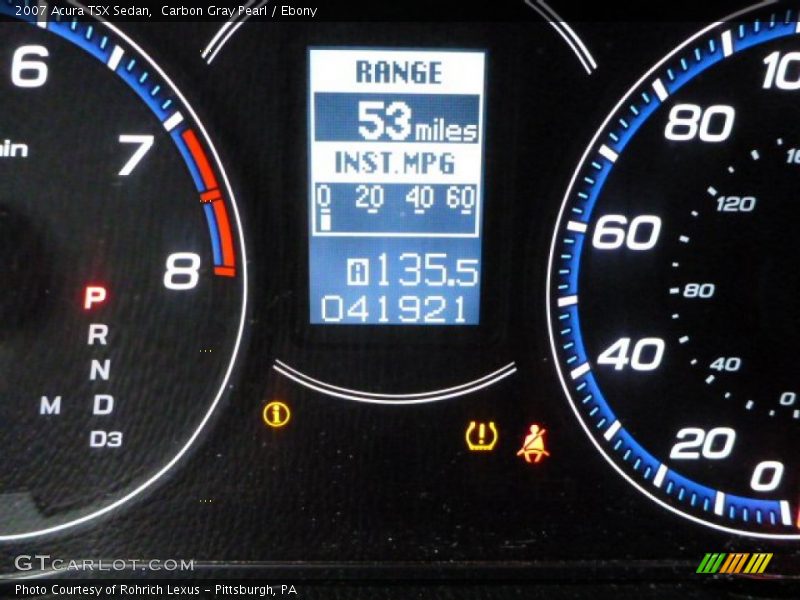 2007 Acura TSX Sedan, Carbon Gray Pearl / Ebony
6
7
8
in
P
R
N
M D
D3
RANGE
53 miles
INST.MPG
0 20 40 60
A 135.5
041921
i
!
10
80
60
40
20
0
120
80
40
0
GTCARLOT.COM
Photo Courtesy of Rohrich Lexus - Pittsburgh, PA